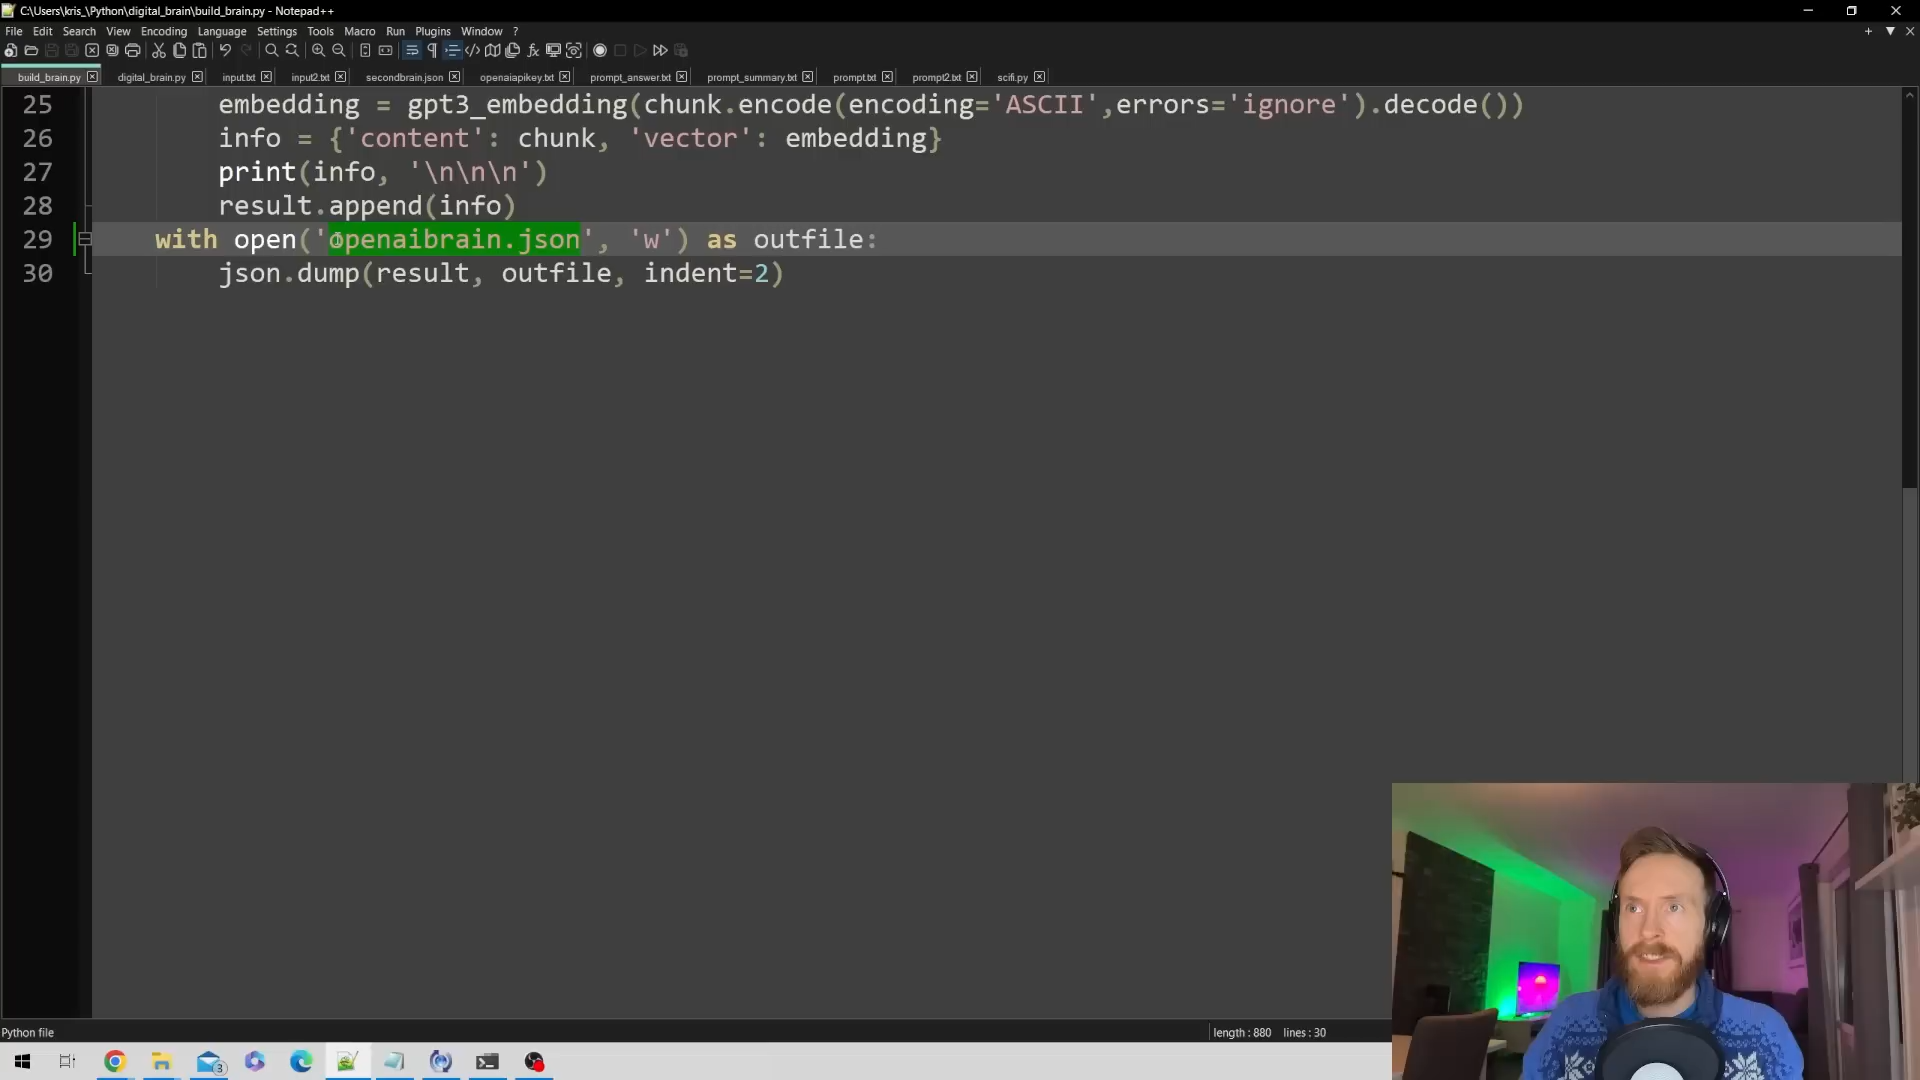 C:\Users\kris_\Python\digital_brain\build_brain.py - Notepad++
File Edit Search View Encoding Language Settings Tools Macro Run Plugins Window ?
build_brain.py digital_brain.py input.txt input2.txt secondbrain.json openaiapikey.txt prompt_answer.txt prompt_summary.txt prompt.txt prompt2.txt scifi.py
25 embedding = gpt3_embedding(chunk.encode(encoding='ASCII',errors='ignore').decode())
26 info = {'content': chunk, 'vector': embedding}
27 print(info, '\n\n\n')
28 result.append(info)
29 with open('openaibrain.json', 'w') as outfile:
30 json.dump(result, outfile, indent=2)
Python file length : 880 lines : 30
3